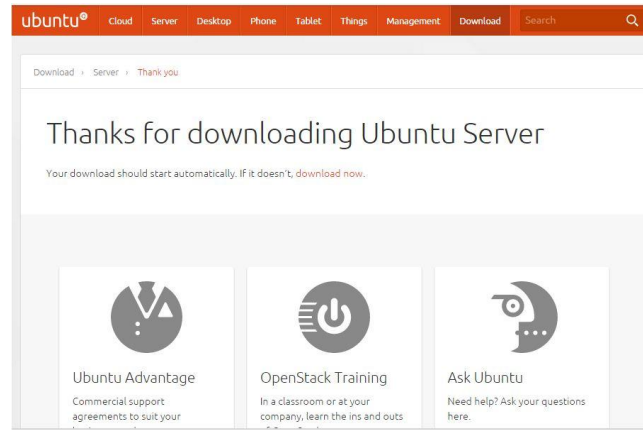 ubuntu® Cloud Server Desktop Phone Tablet Things Management Download Search
Download › Server › Thank you
Thanks for downloading Ubuntu Server
Your download should start automatically. If it doesn't, download now.
Ubuntu Advantage
Commercial support
agreements to suit your
OpenStack Training
In a classroom or at your
company, learn the ins and outs
Ask Ubuntu
Need help? Ask your questions
here.